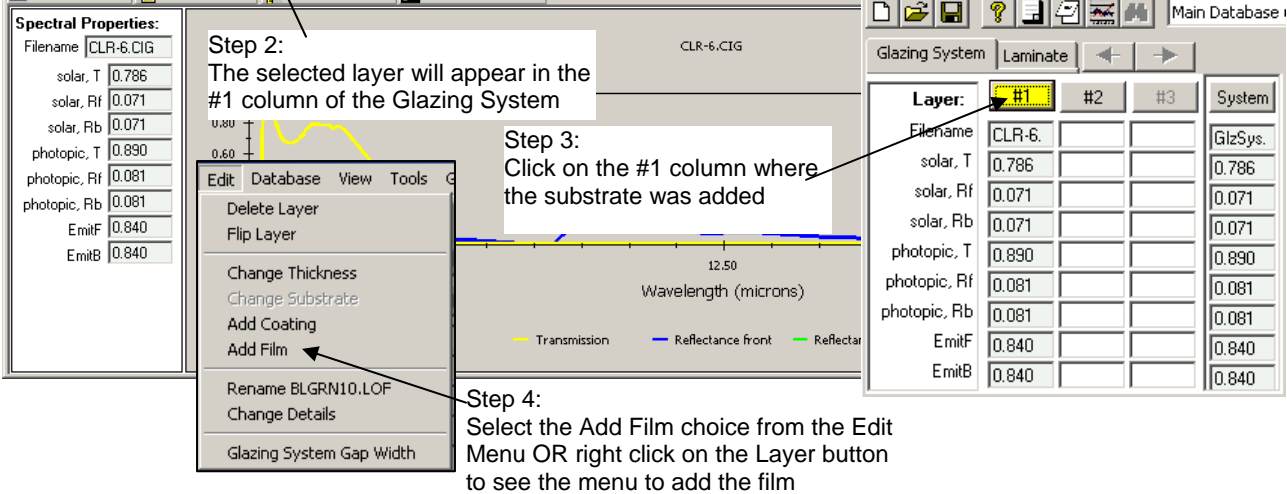 Spectral Properties:
Filename CLR-6.CIG
solar, T 0.786
solar, Rf 0.071
solar, Rb 0.071
photopic, T 0.890
photopic, Rf 0.081
photopic, Rb 0.081
EmitF 0.840
EmitB 0.840
Step 2:
The selected layer will appear in the
#1 column of the Glazing System
CLR-6.CIG
0.80
0.60
Step 3:
Click on the #1 column where
the substrate was added
12.50
Wavelength (microns)
Transmission Reflectance front
Edit Database View Tools
Delete Layer
Flip Layer
Change Thickness
Change Substrate
Add Coating
Add Film
Rename BLGRN10.LOF
Change Details
Glazing System Gap Width
Step 4:
Select the Add Film choice from the Edit
Menu OR right click on the Layer button
to see the menu to add the film
Main Database
Glazing System Laminate
Layer: #1 #2 #3 System
Filename CLR-6. GlzSys.
solar, T 0.786 0.786
solar, Rf 0.071 0.071
solar, Rb 0.071 0.071
photopic, T 0.890 0.890
photopic, Rf 0.081 0.081
photopic, Rb 0.081 0.081
EmitF 0.840 0.840
EmitB 0.840 0.840